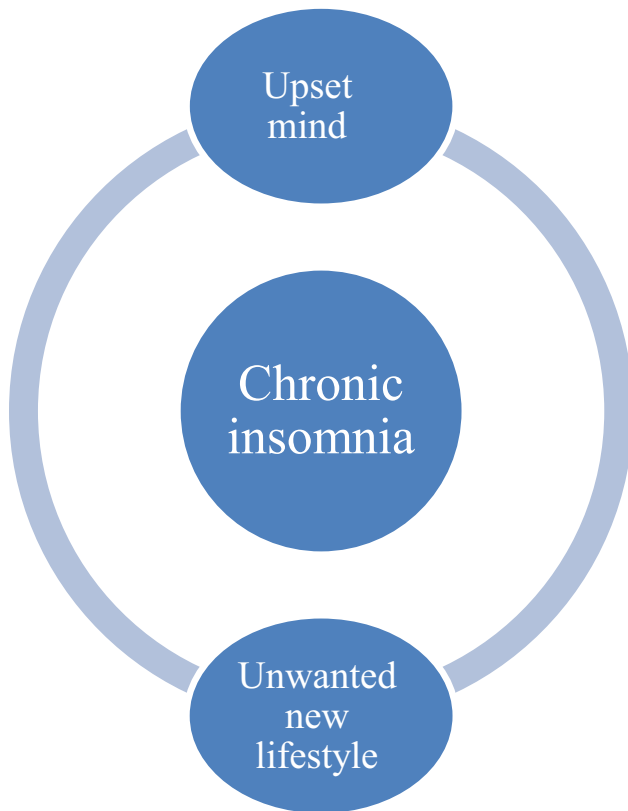 Upset
mind
Chronic
insomnia
Unwanted
new
lifestyle